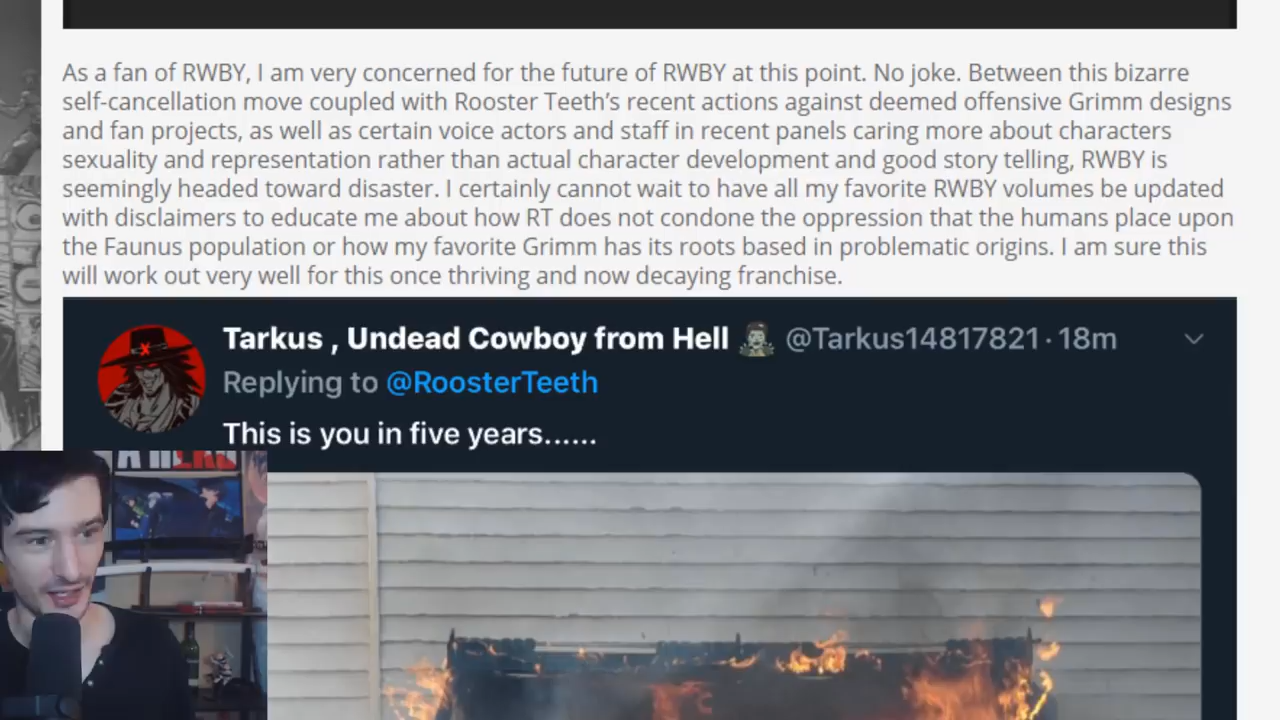 As a fan of RWBY, I am very concerned for the future of RWBY at this point. No joke. Between this bizarre
self-cancellation move coupled with Rooster Teeth’s recent actions against deemed offensive Grimm designs
and fan projects, as well as certain voice actors and staff in recent panels caring more about characters
sexuality and representation rather than actual character development and good story telling, RWBY is
seemingly headed toward disaster. I certainly cannot wait to have all my favorite RWBY volumes be updated
with disclaimers to educate me about how RT does not condone the oppression that the humans place upon
the Faunus population or how my favorite Grimm has its roots based in problematic origins. I am sure this
will work out very well for this once thriving and now decaying franchise.
Tarkus , Undead Cowboy from Hell @Tarkus14817821 · 18m
Replying to @RoosterTeeth
This is you in five years......